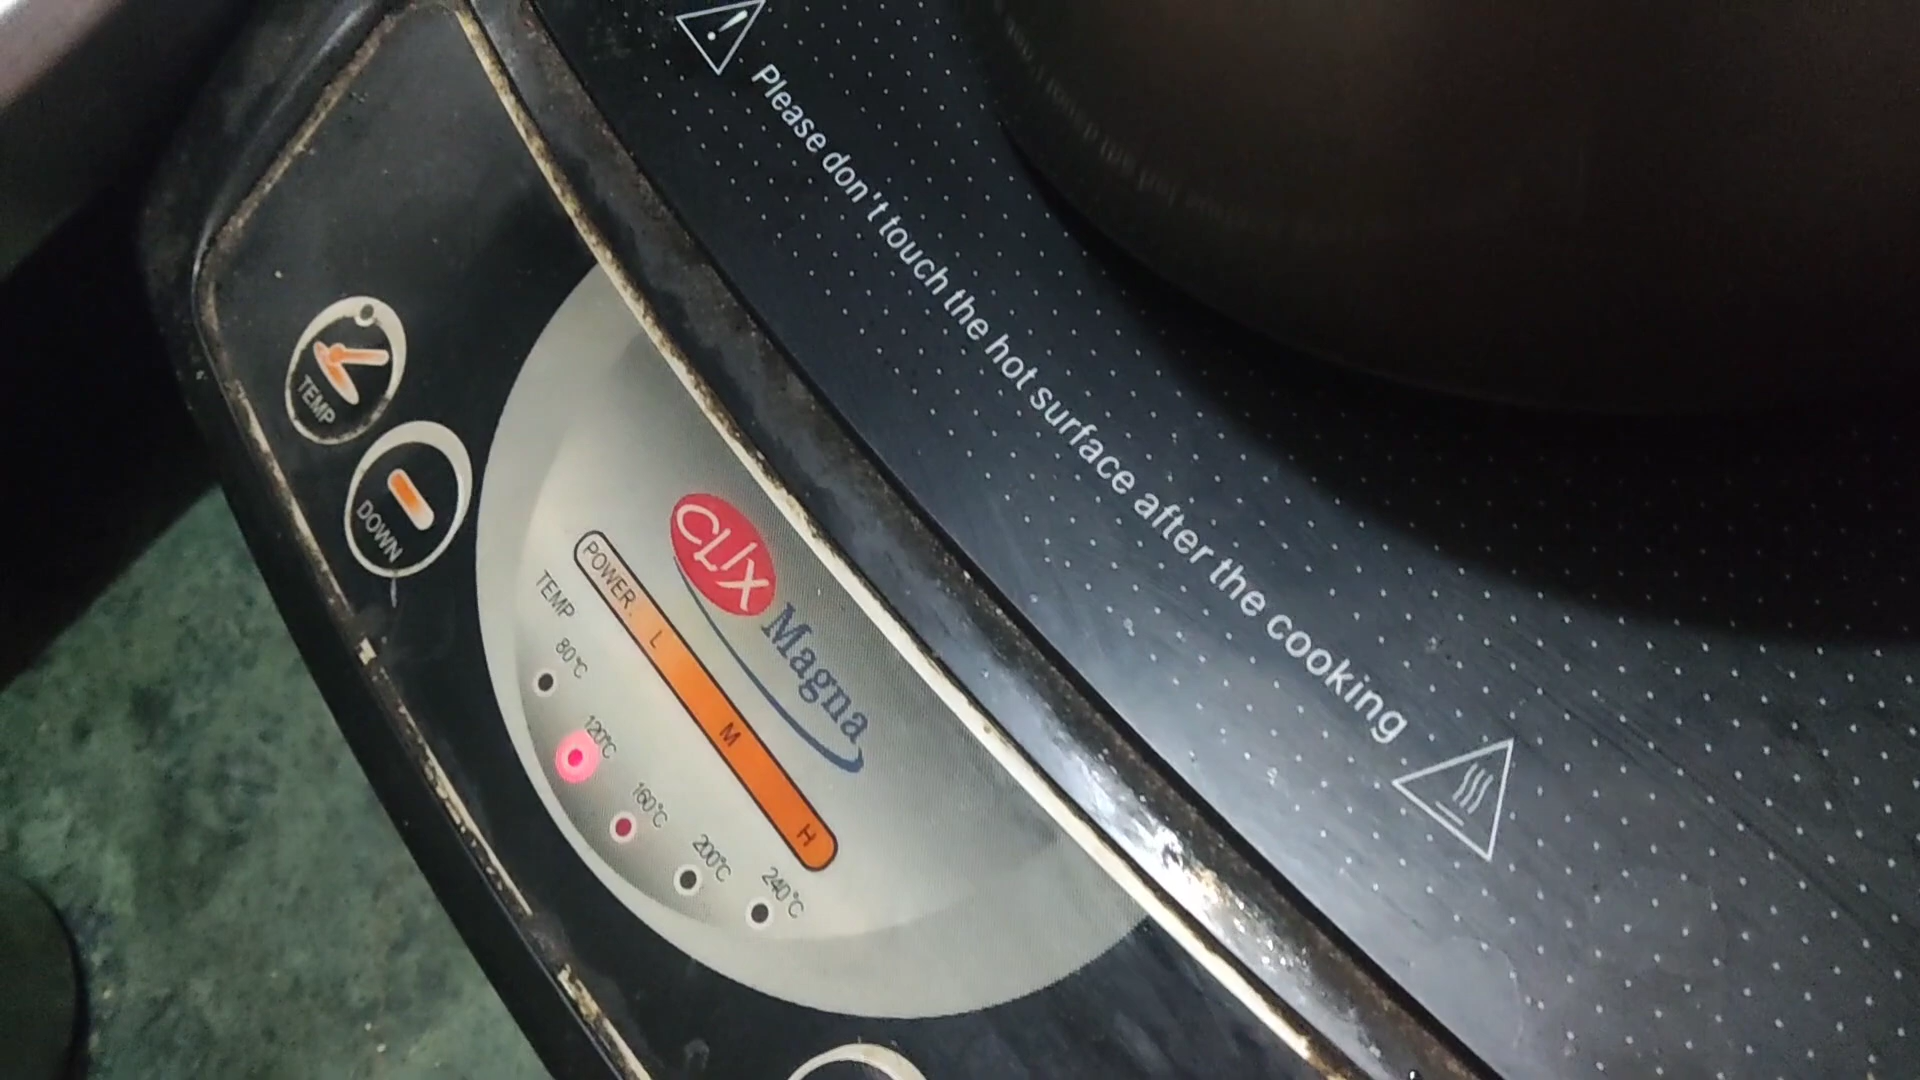 Please don't touch the hot surface after the cooking
CLIX
Magna
POWER L M H
TEMP 80°C 120°C 160°C 200°C 240°C
TEMP
DOWN